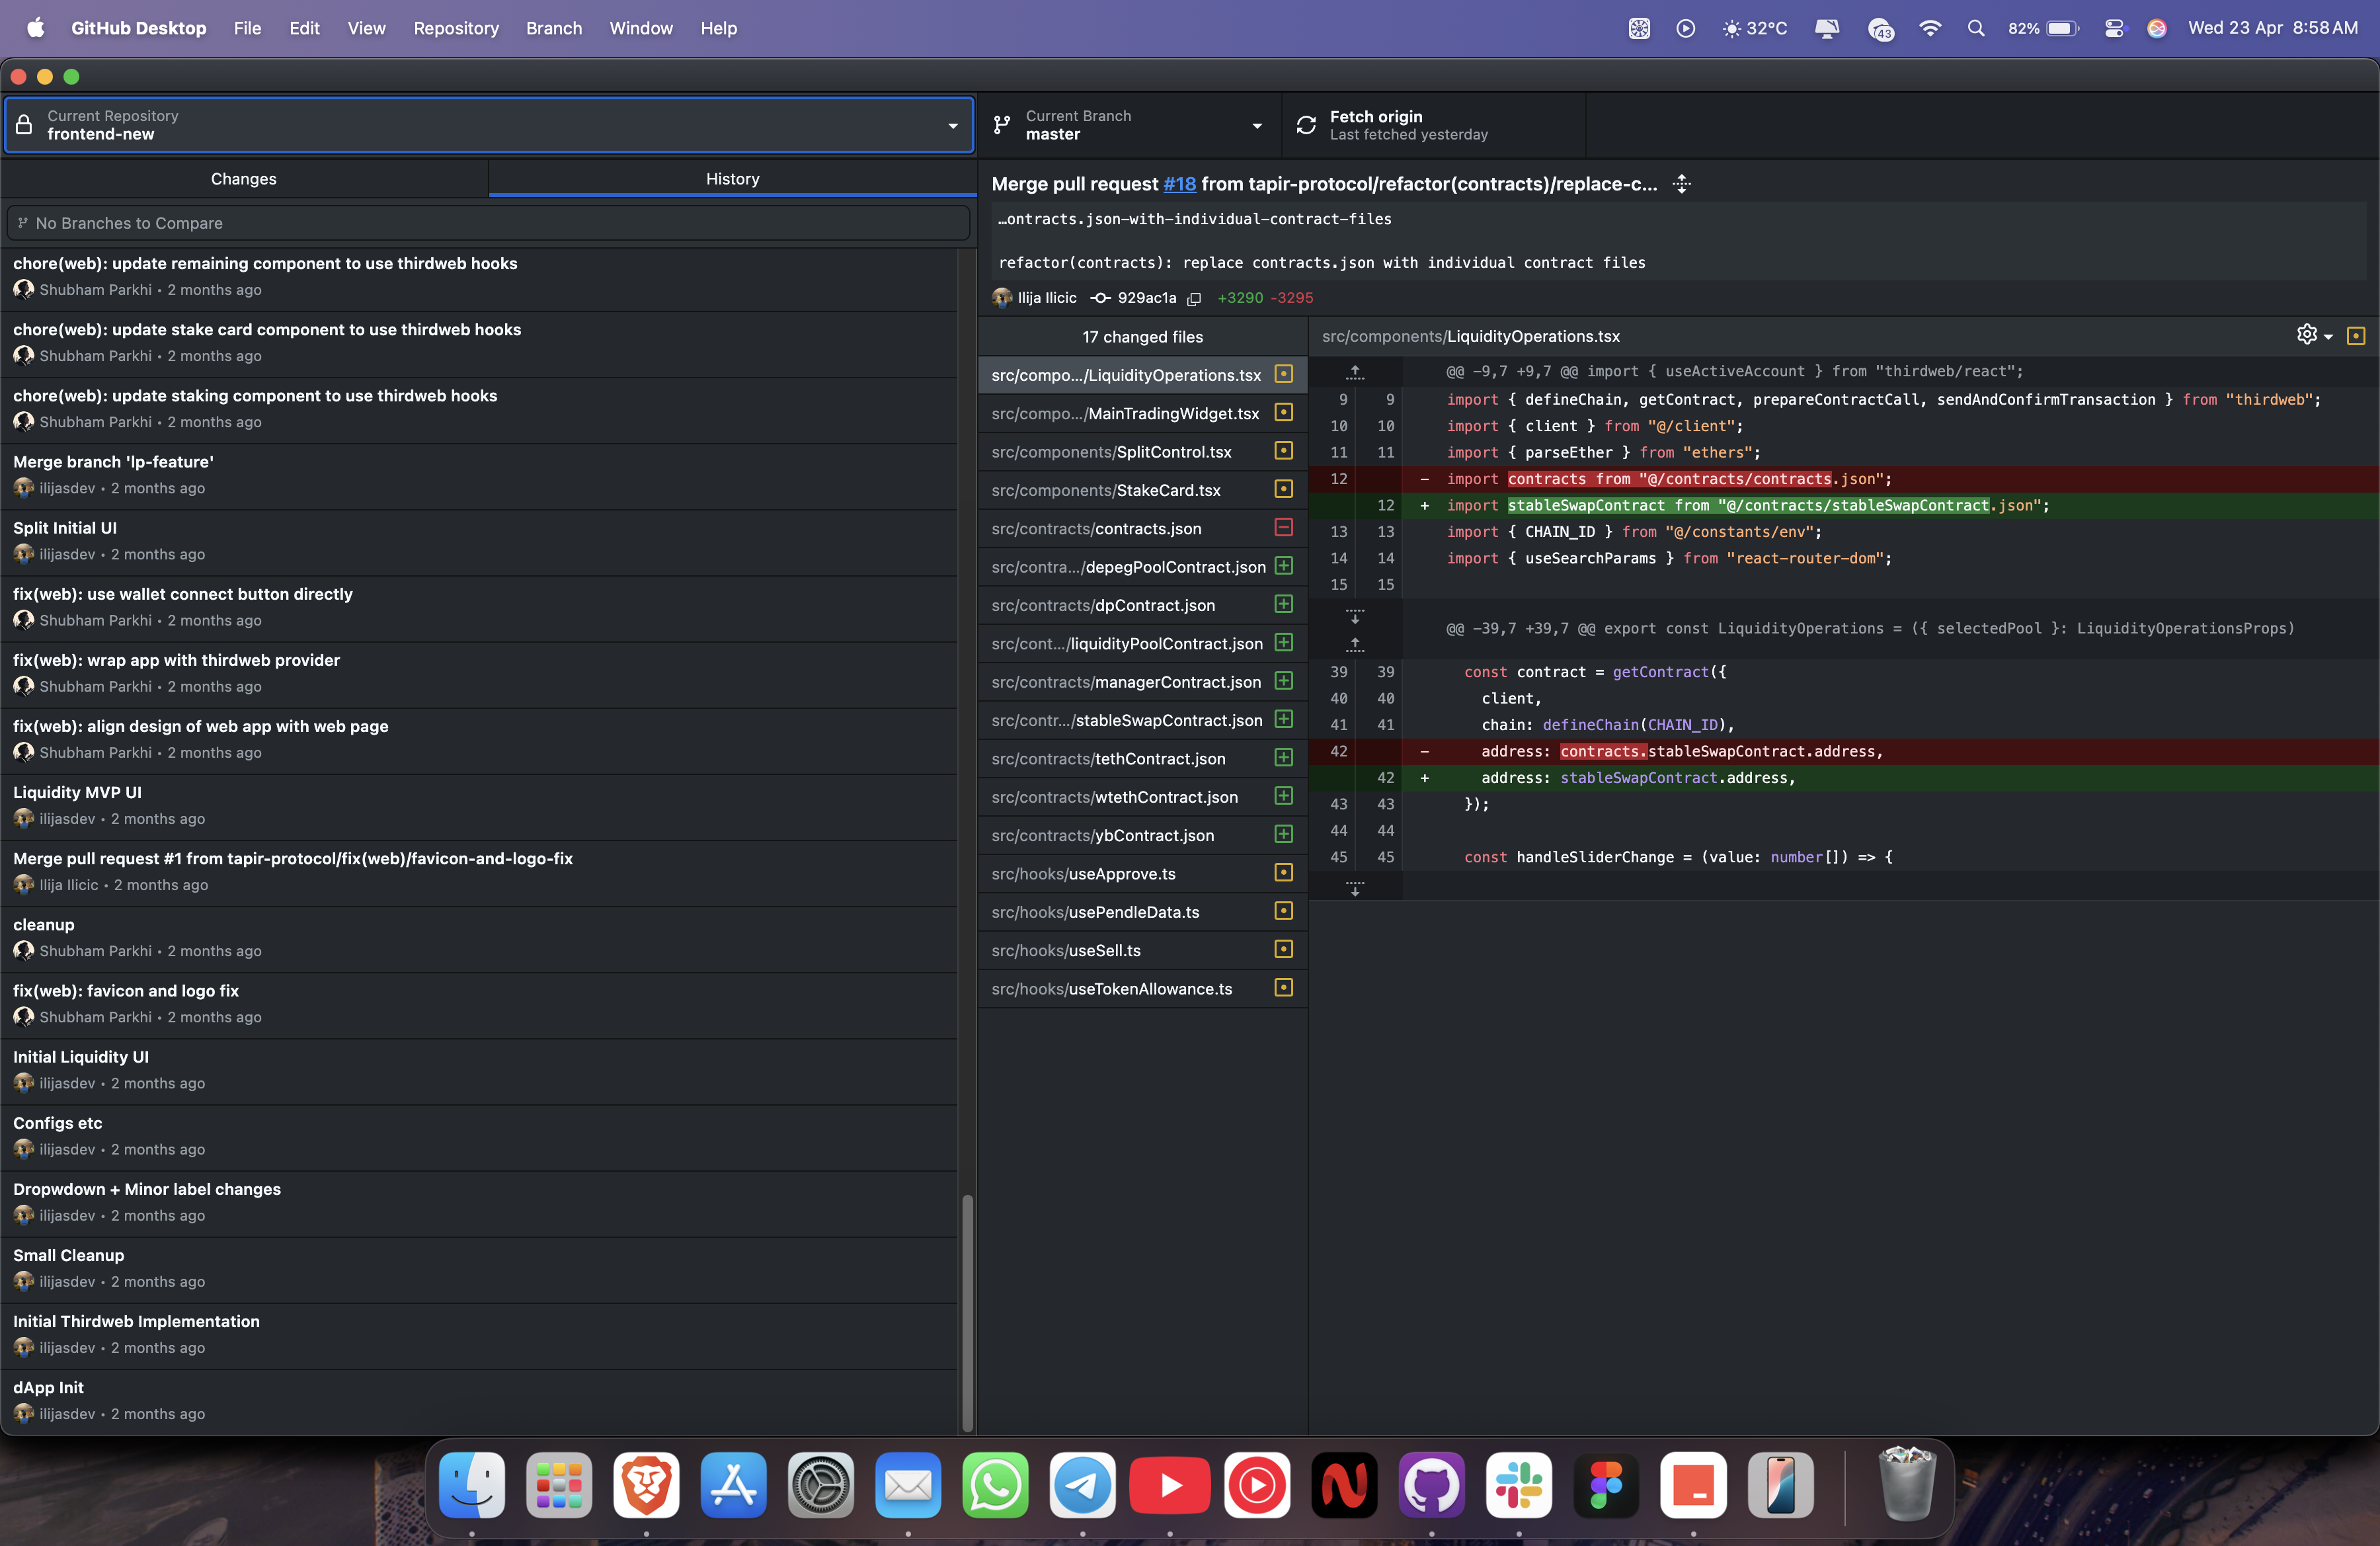 GitHub Desktop File Edit View Repository Branch Window Help
43 32°C 82% Wed 23 Apr 8:58 AM
Current Repository
frontend-new
Current Branch
master
Fetch origin
Last fetched yesterday
Changes
History
No Branches to Compare
chore(web): update remaining component to use thirdweb hooks
Shubham Parkhi • 2 months ago
chore(web): update stake card component to use thirdweb hooks
Shubham Parkhi • 2 months ago
chore(web): update staking component to use thirdweb hooks
Shubham Parkhi • 2 months ago
Merge branch 'lp-feature'
ilijasdev • 2 months ago
Split Initial UI
ilijasdev • 2 months ago
fix(web): use wallet connect button directly
Shubham Parkhi • 2 months ago
fix(web): wrap app with thirdweb provider
Shubham Parkhi • 2 months ago
fix(web): align design of web app with web page
Shubham Parkhi • 2 months ago
Liquidity MVP UI
ilijasdev • 2 months ago
Merge pull request #1 from tapir-protocol/fix(web)/favicon-and-logo-fix
Ilija Ilicic • 2 months ago
cleanup
Shubham Parkhi • 2 months ago
fix(web): favicon and logo fix
Shubham Parkhi • 2 months ago
Initial Liquidity UI
ilijasdev • 2 months ago
Configs etc
ilijasdev • 2 months ago
Dropwdown + Minor label changes
ilijasdev • 2 months ago
Small Cleanup
ilijasdev • 2 months ago
Initial Thirdweb Implementation
ilijasdev • 2 months ago
dApp Init
ilijasdev • 2 months ago
Merge pull request #18 from tapir-protocol/refactor(contracts)/replace-c...
…ontracts.json-with-individual-contract-files
refactor(contracts): replace contracts.json with individual contract files
Ilija Ilicic 929ac1a +3290 -3295
17 changed files
src/compo.../LiquidityOperations.tsx
src/compo.../MainTradingWidget.tsx
src/components/SplitControl.tsx
src/components/StakeCard.tsx
src/contracts/contracts.json
src/contra.../depegPoolContract.json
src/contracts/dpContract.json
src/cont.../liquidityPoolContract.json
src/contracts/managerContract.json
src/contr.../stableSwapContract.json
src/contracts/tethContract.json
src/contracts/wtethContract.json
src/contracts/ybContract.json
src/hooks/useApprove.ts
src/hooks/usePendleData.ts
src/hooks/useSell.ts
src/hooks/useTokenAllowance.ts
src/components/LiquidityOperations.tsx
@@ -9,7 +9,7 @@ import { useActiveAccount } from "thirdweb/react";
9 9 import { defineChain, getContract, prepareContractCall, sendAndConfirmTransaction } from "thirdweb";
10 10 import { client } from "@/client";
11 11 import { parseEther } from "ethers";
12 - import contracts from "@/contracts/contracts.json";
12 + import stableSwapContract from "@/contracts/stableSwapContract.json";
13 13 import { CHAIN_ID } from "@/constants/env";
14 14 import { useSearchParams } from "react-router-dom";
15 15
@@ -39,7 +39,7 @@ export const LiquidityOperations = ({ selectedPool }: LiquidityOperationsProps)
39 39 const contract = getContract({
40 40 client,
41 41 chain: defineChain(CHAIN_ID),
42 - address: contracts.stableSwapContract.address,
42 + address: stableSwapContract.address,
43 43 });
44 44
45 45 const handleSliderChange = (value: number[]) => {